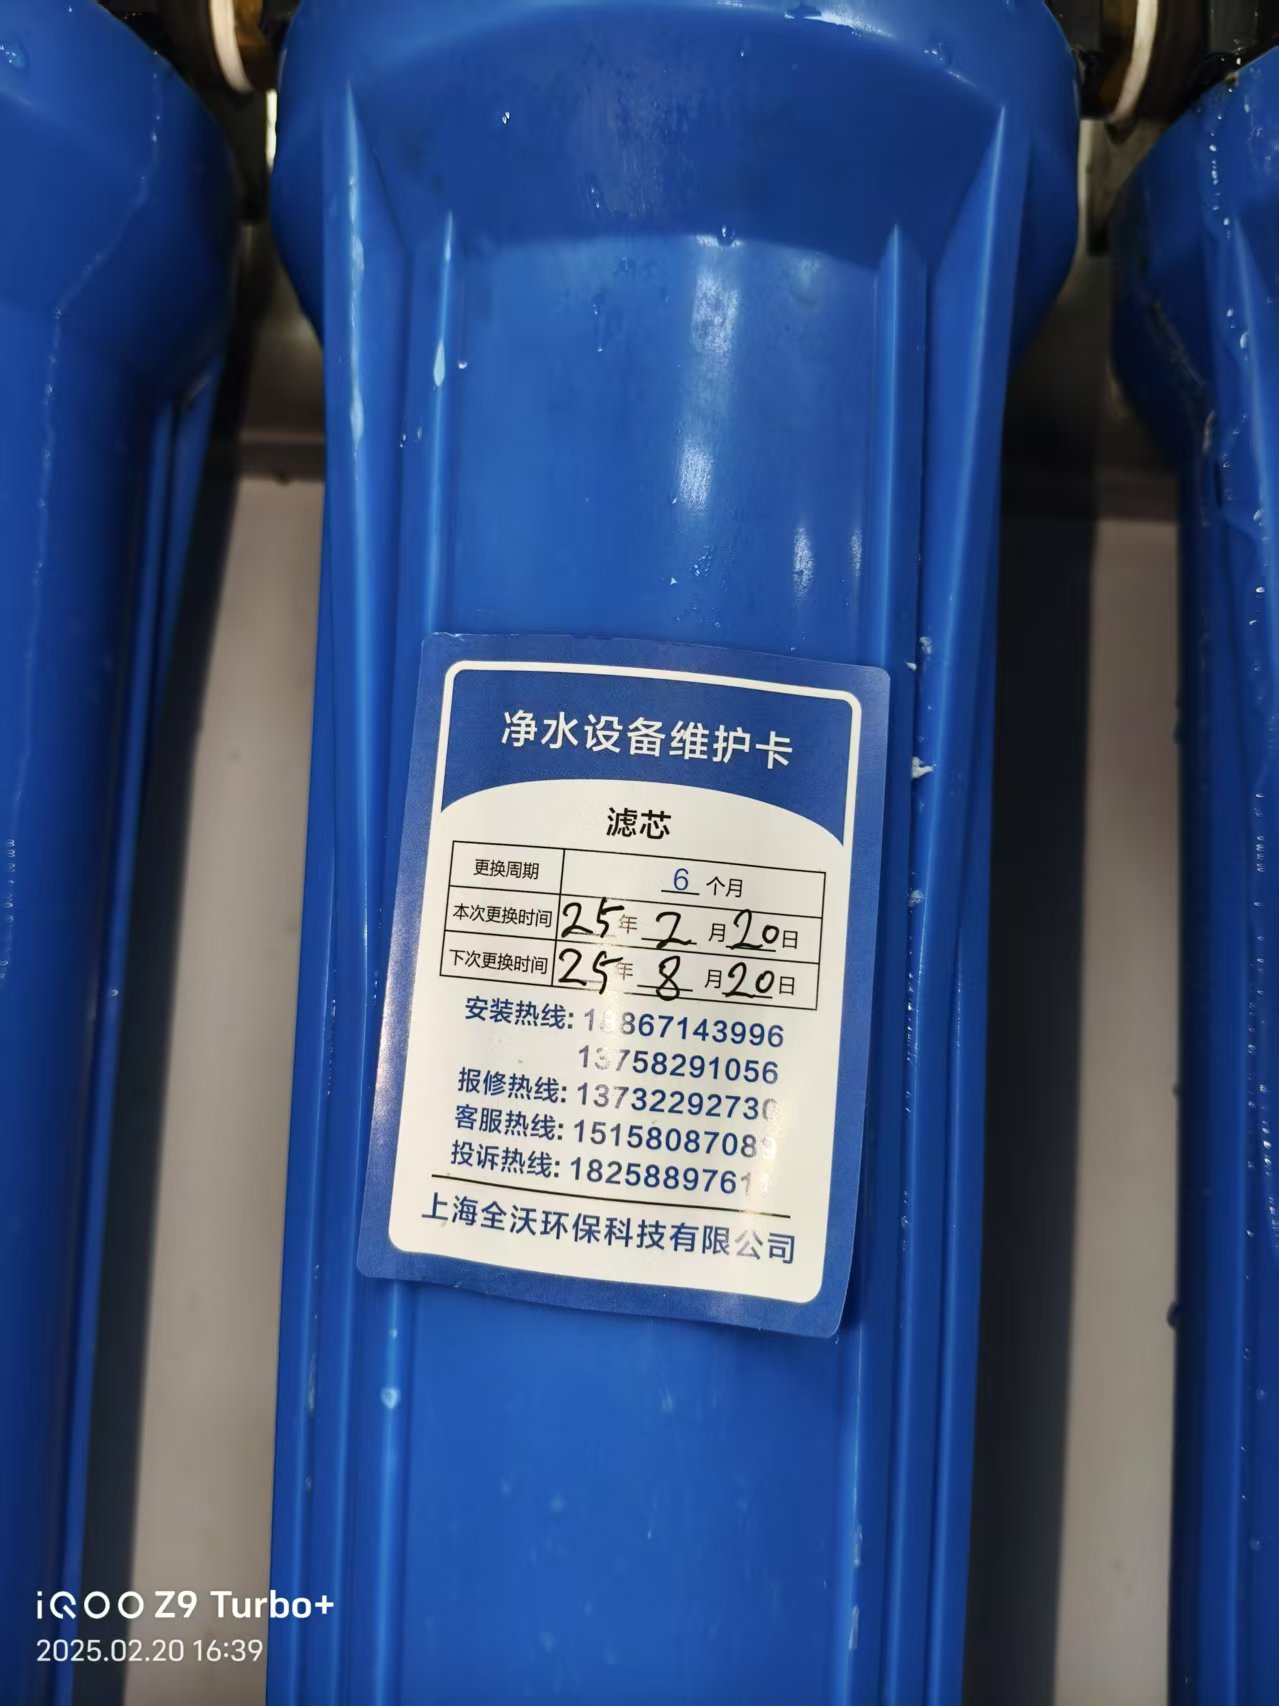 净水设备维护卡
滤芯
更换周期 6 个月
本次更换时间 25年 2 月 20日
下次更换时间 25年 8 月 20日
安装热线:
13758291056
报修热线: 13732292730
客服热线:
投诉热线:
上海全沃环保科技有限公司
iQOO Z9 Turbo+
2025.02.20 16:39